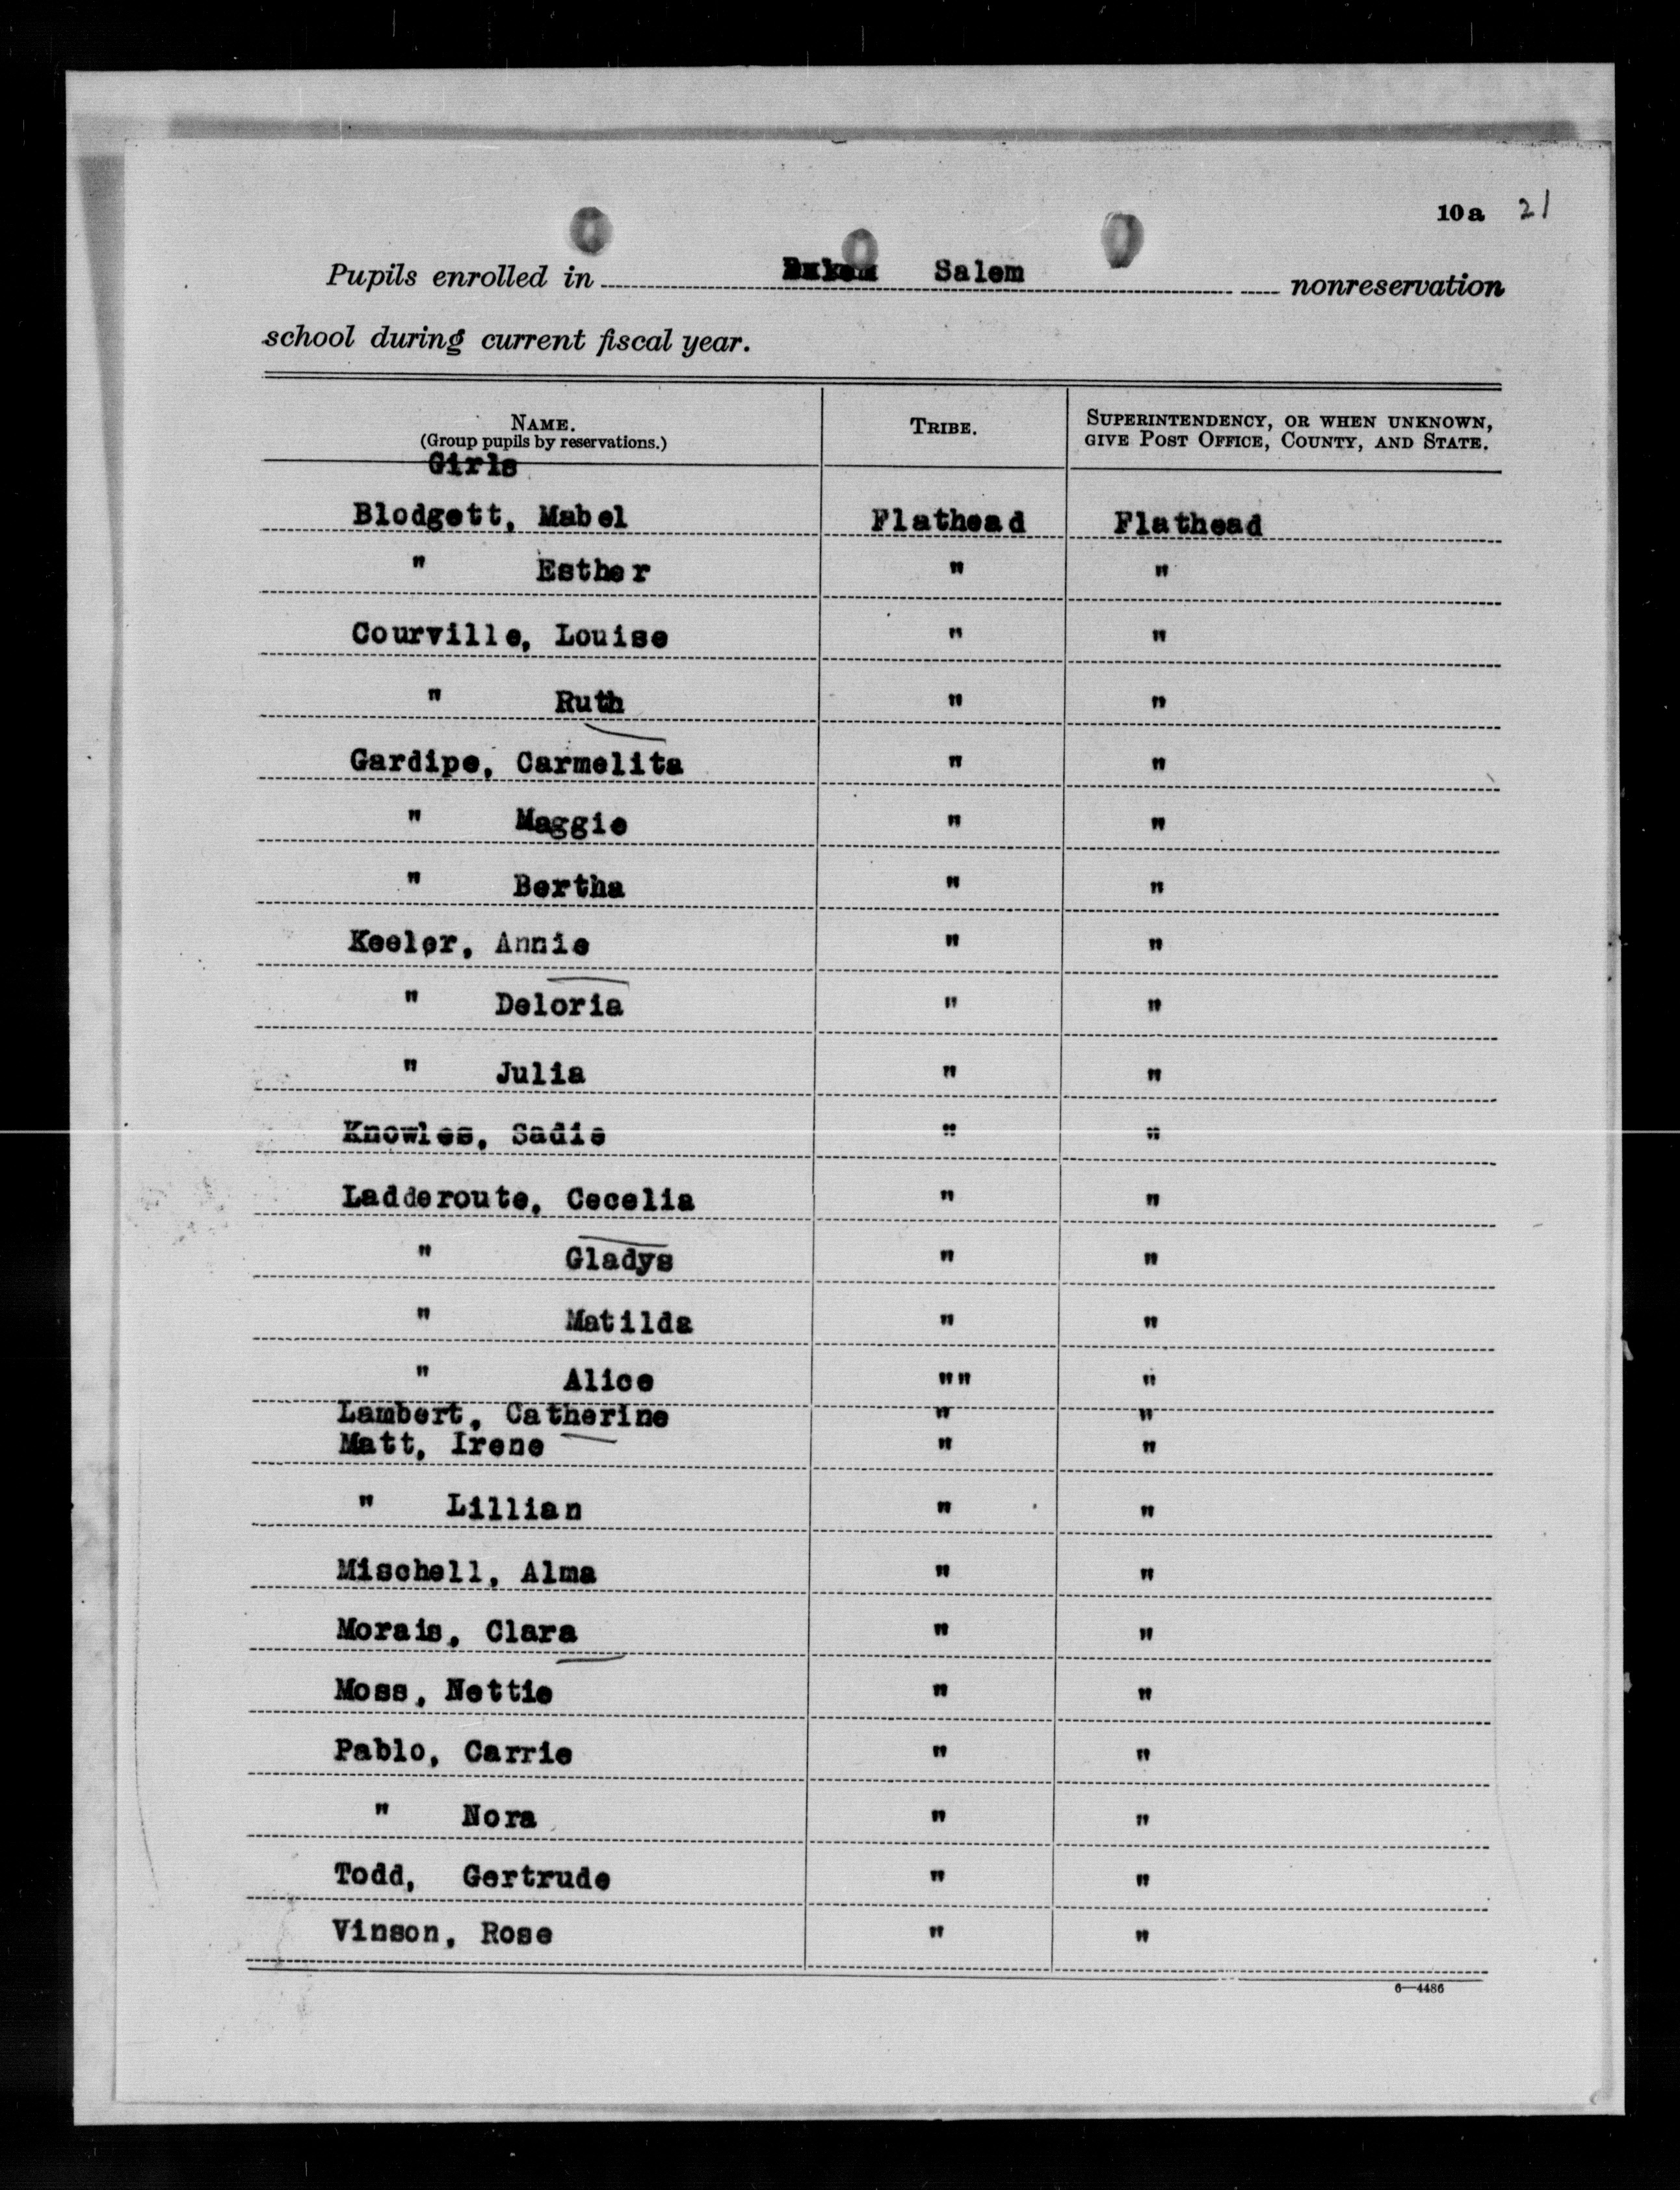 10a 21
Pupils enrolled in Salem nonreservation
school during current fiscal year.
NAME. TRIBE. SUPERINTENDENCY, OR WHEN UNKNOWN,
(Group pupils by reservations.) GIVE POST OFFICE, COUNTY, AND STATE.
Girls
Blodgett, Mabel Flathead Flathead
" Esther " "
Courville, Louise " "
" Ruth " "
Gardipe, Carmelita " "
" Maggie " "
" Bertha " "
Keeler, Annie " "
" Deloria " "
" Julia " "
Knowles, Sadie " "
Ladderoute, Cecelia " "
" Gladys " "
" Matilda " "
" Alice "" "
Lambert, Catherine " "
Matt, Irene " "
" Lillian " "
Mischell, Alma " "
Morais, Clara " "
Moss, Nettie " "
Pablo, Carrie " "
" Nora " "
Todd, Gertrude " "
Vinson, Rose " "
6—4486